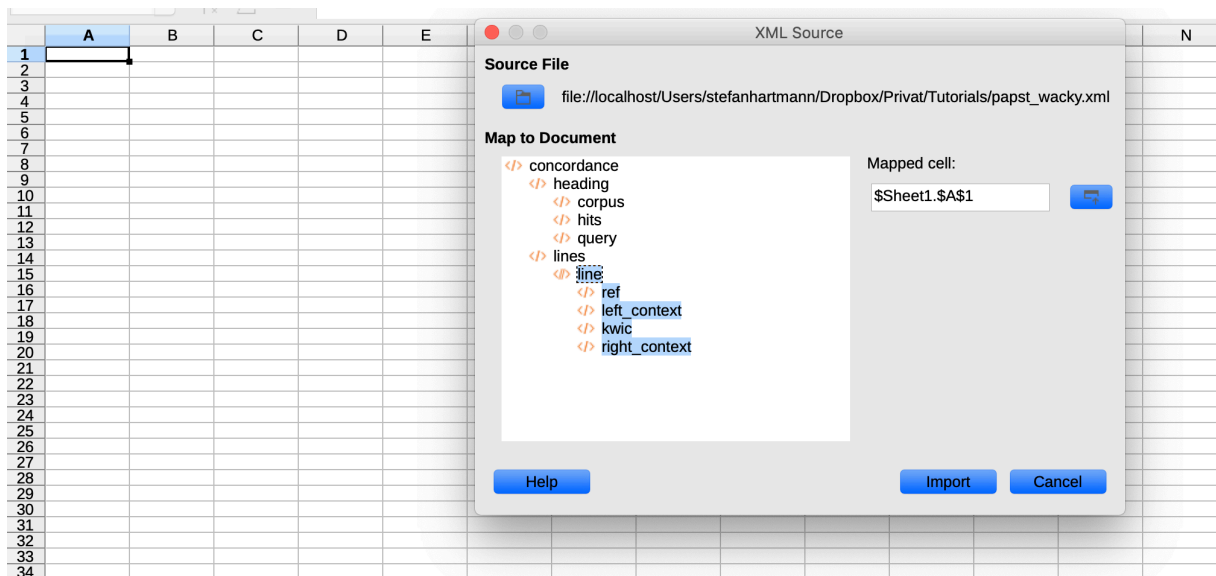 A B C D E N
XML Source
1
2
3
4
5
6
7
8
9
10
11
12
13
14
15
16
17
18
19
20
21
22
23
24
25
26
27
28
29
30
31
32
33
34
Source File
file://localhost/Users/stefanhartmann/Dropbox/Privat/Tutorials/papst_wacky.xml
Map to Document
</> concordance
</> heading
</> corpus
</> hits
</> query
</> lines
<//> line
</> ref
</> left_context
</> kwic
</> right_context
Mapped cell:
$Sheet1.$A$1
Help
Import
Cancel